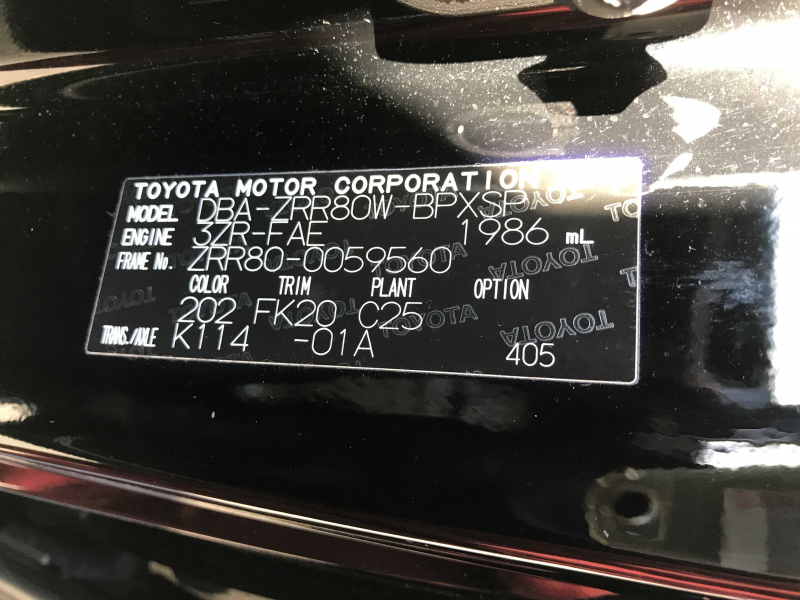 TOYOTA MOTOR CORPORATION
MODEL DBA-ZRR80W-BPXSP
ENGINE 3ZR-FAE 1986 mL
FRAME No. ZRR80-0059560
COLOR TRIM PLANT OPTION
202 FK20 C25
TRANS./AXLE K114 -01A 405